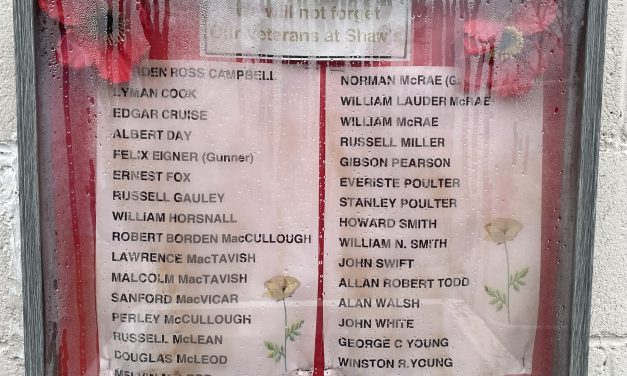 will not forget
Our Veterans at Shaw's
ROSS CAMPBELL
LYMAN COOK
EDGAR CRUISE
ALBERT DAY
FELIX EIGNER (Gunner)
ERNEST FOX
RUSSELL GAULEY
WILLIAM HORSNALL
ROBERT BORDEN MacCULLOUGH
LAWRENCE MacTAVISH
MALCOLM MacTAVISH
SANFORD MacVICAR
PERLEY McCULLOUGH
RUSSELL McLEAN
DOUGLAS McLEOD
NORMAN McRAE
WILLIAM LAUDER McRAE
WILLIAM McRAE
RUSSELL MILLER
GIBSON PEARSON
EVERISTE POULTER
STANLEY POULTER
HOWARD SMITH
WILLIAM N. SMITH
JOHN SWIFT
ALLAN ROBERT TODD
ALAN WALSH
JOHN WHITE
GEORGE C YOUNG
WINSTON R.YOUNG